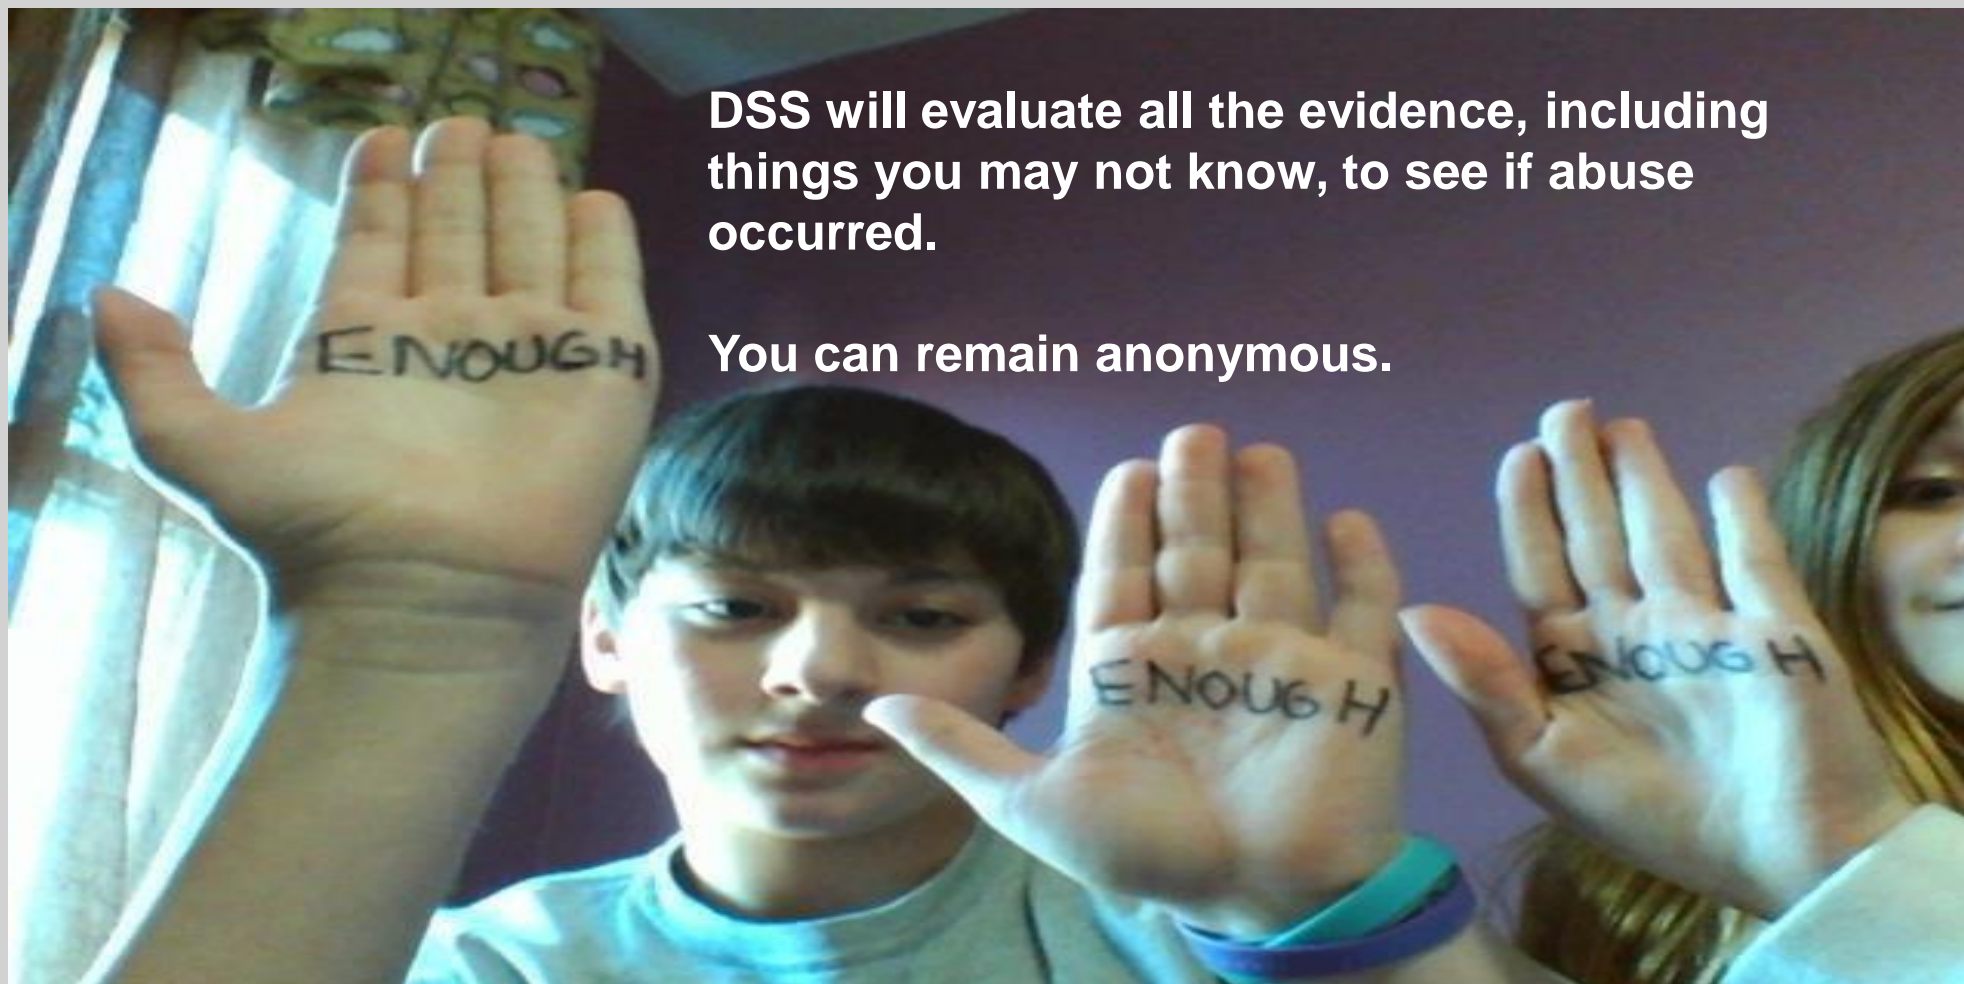 DSS will evaluate all the evidence, including
things you may not know, to see if abuse
occurred.
You can remain anonymous.
ENOUGH
ENOUGH
ENOUGH